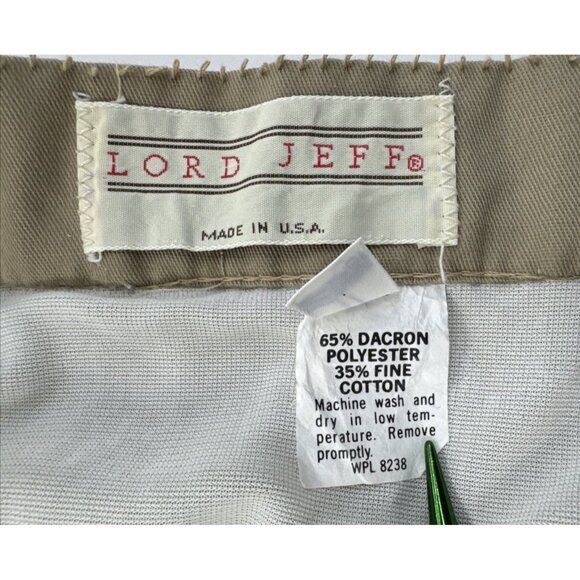 LORD JEFF®
MADE IN U.S.A.
65% DACRON
POLYESTER
35% FINE
COTTON
Machine wash and
dry in low tem-
perature. Remove
promptly.
WPL 8238